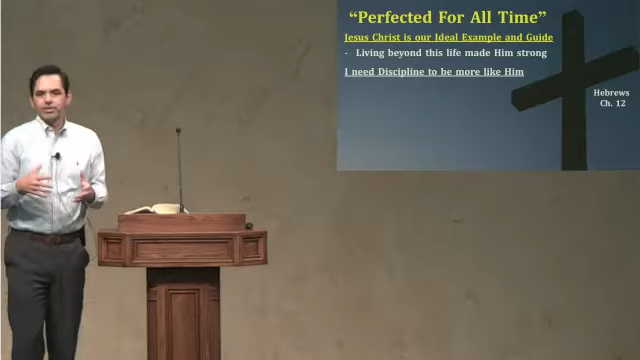 “Perfected For All Time”
Jesus Christ is our Ideal Example and Guide
- Living beyond this life made Him strong
I need Discipline to be more like Him
Hebrews
Ch. 12